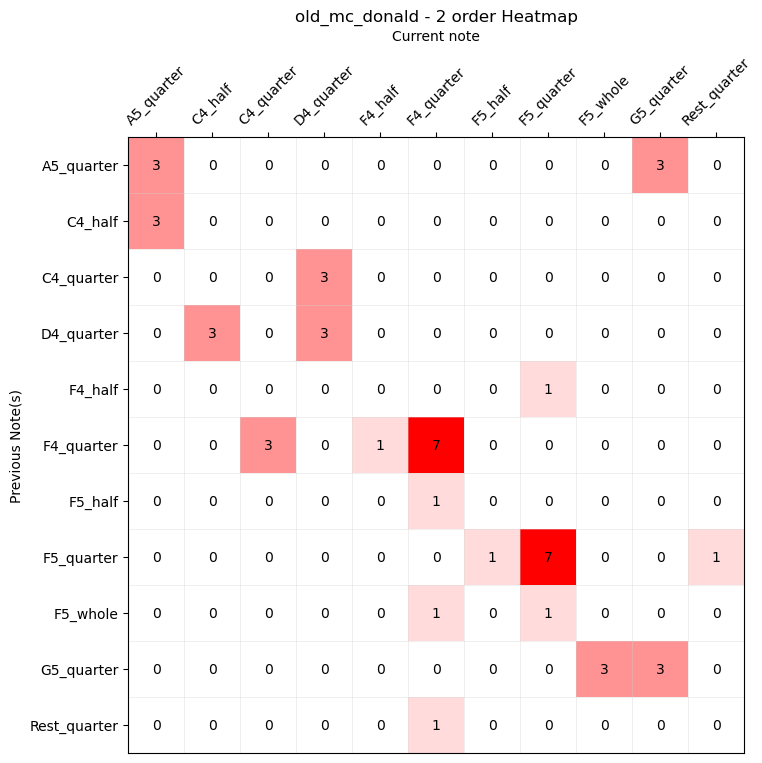 old_mc_donald - 2 order Heatmap
Current note
A5_quarter C4_half C4_quarter D4_quarter F4_half F4_quarter F5_half F5_quarter F5_whole G5_quarter Rest_quarter
Previous Note(s)
A5_quarter 3 0 0 0 0 0 0 0 0 3 0
C4_half 3 0 0 0 0 0 0 0 0 0 0
C4_quarter 0 0 0 3 0 0 0 0 0 0 0
D4_quarter 0 3 0 3 0 0 0 0 0 0 0
F4_half 0 0 0 0 0 0 0 1 0 0 0
F4_quarter 0 0 3 0 1 7 0 0 0 0 0
F5_half 0 0 0 0 0 1 0 0 0 0 0
F5_quarter 0 0 0 0 0 0 1 7 0 0 1
F5_whole 0 0 0 0 0 1 0 1 0 0 0
G5_quarter 0 0 0 0 0 0 0 0 3 3 0
Rest_quarter 0 0 0 0 0 1 0 0 0 0 0